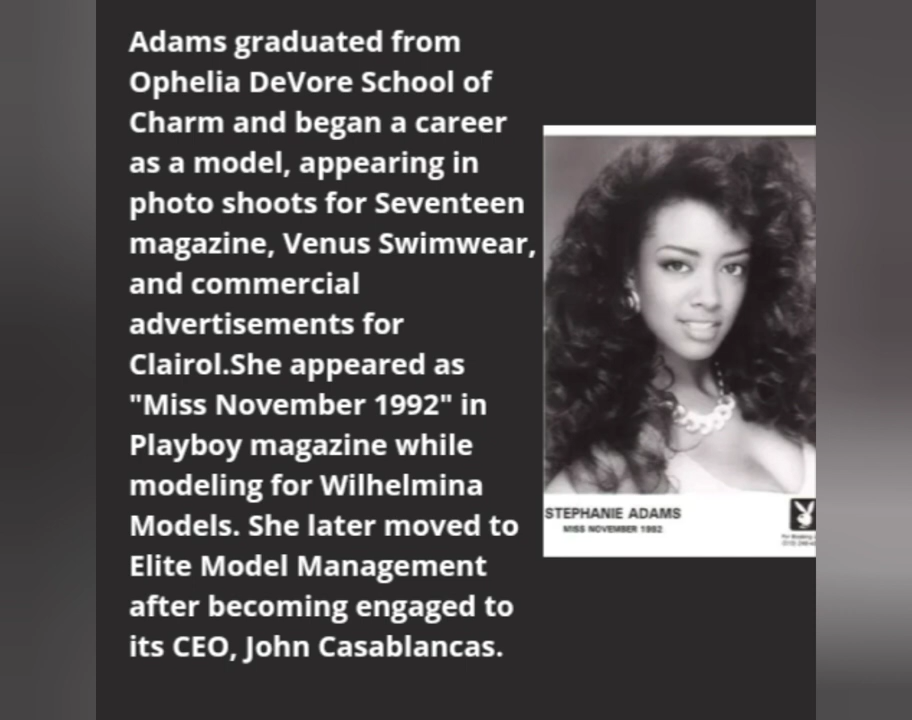 Adams graduated from
Ophelia DeVore School of
Charm and began a career
as a model, appearing in
photo shoots for Seventeen
magazine, Venus Swimwear,
and commercial
advertisements for
Clairol.She appeared as
"Miss November 1992" in
Playboy magazine while
modeling for Wilhelmina
Models. She later moved to
Elite Model Management
after becoming engaged to
its CEO, John Casablancas.
STEPHANIE ADAMS
MISS NOVEMBER 1992